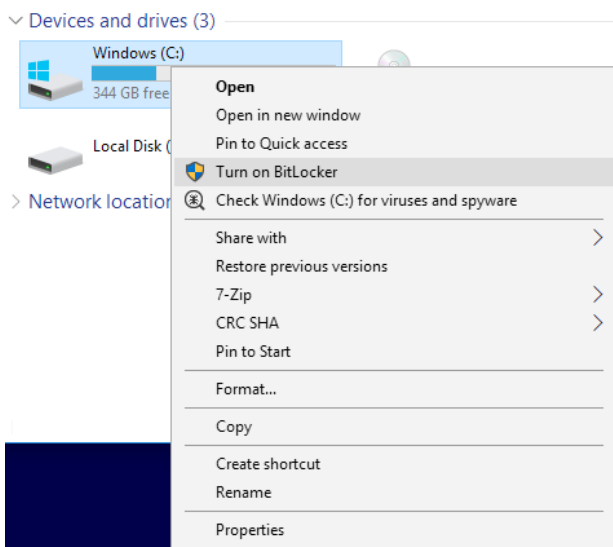 Devices and drives (3)
Windows (C:)
344 GB free
Local Disk (
Network location
Open
Open in new window
Pin to Quick access
Turn on BitLocker
Check Windows (C:) for viruses and spyware
Share with
Restore previous versions
7-Zip
CRC SHA
Pin to Start
Format...
Copy
Create shortcut
Rename
Properties